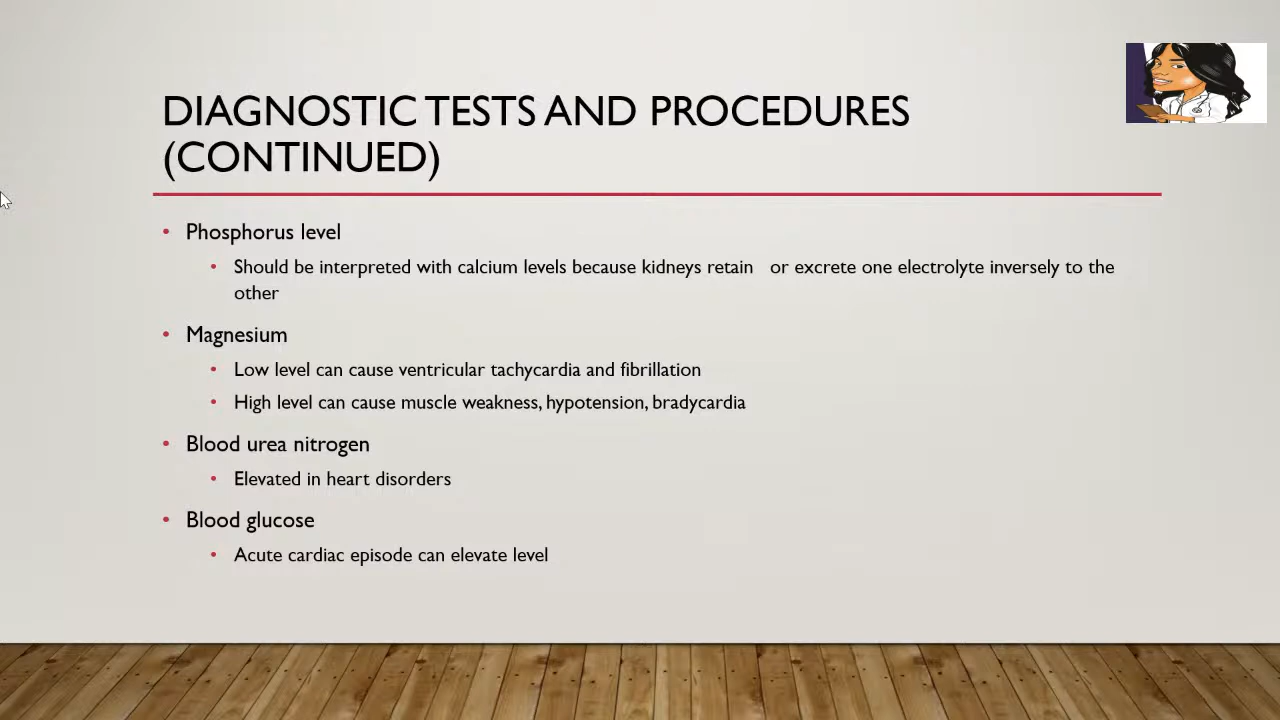 DIAGNOSTIC TESTS AND PROCEDURES
(CONTINUED)
• Phosphorus level
• Should be interpreted with calcium levels because kidneys retain or excrete one electrolyte inversely to the
other
• Magnesium
• Low level can cause ventricular tachycardia and fibrillation
• High level can cause muscle weakness, hypotension, bradycardia
• Blood urea nitrogen
• Elevated in heart disorders
• Blood glucose
• Acute cardiac episode can elevate level